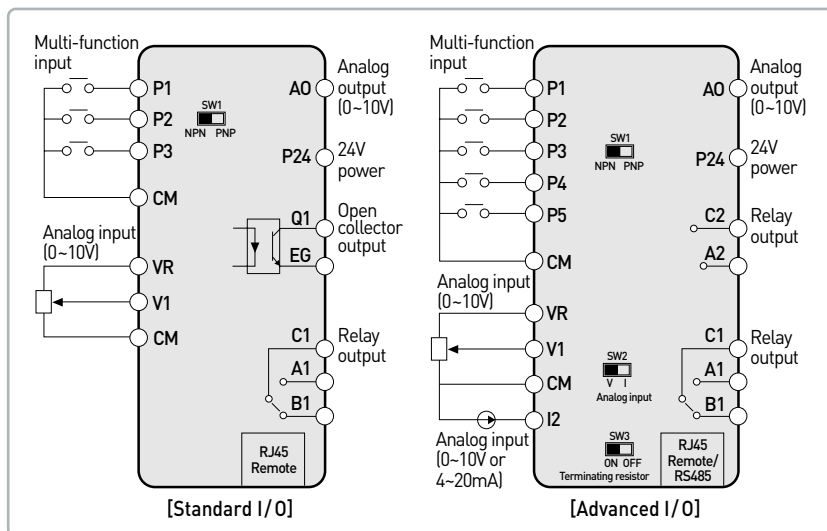 Multi-function
input
P1
P2
P3
CM
SW1
NPN PNP
AO
Analog
output
(0~10V)
P24
24V
power
Q1
EG
Open
collector
output
Analog input
(0~10V)
VR
V1
CM
C1
A1
B1
Relay
output
RJ45
Remote
[Standard I/O]
Multi-function
input
P1
P2
P3
P4
P5
CM
SW1
NPN PNP
AO
Analog
output
(0~10V)
P24
24V
power
C2
A2
Relay
output
Analog input
(0~10V)
VR
V1
CM
I2
Analog input
(0~10V or
4~20mA)
SW2
V I
Analog input
SW3
ON OFF
Terminating resistor
C1
A1
B1
Relay
output
RJ45
Remote/
RS485
[Advanced I/O]